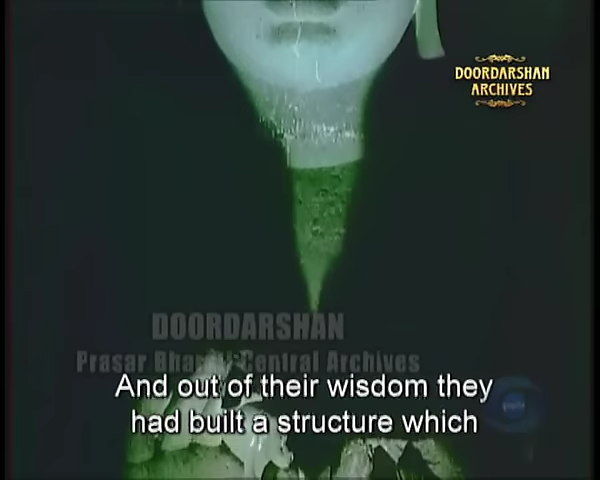 DOORDARSHAN
ARCHIVES
DOORDARSHAN
Prasar Bharati Central Archives
And out of their wisdom they
had built a structure which